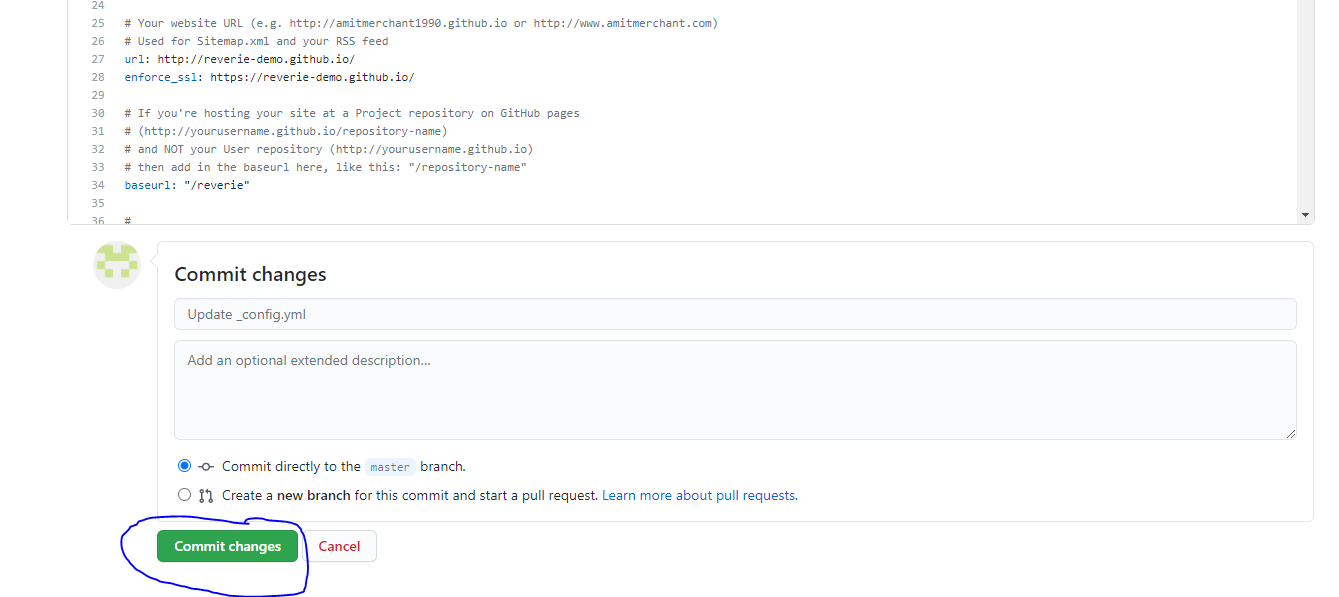 24
25 # Your website URL (e.g. http://amitmerchant1990.github.io or http://www.amitmerchant.com)
26 # Used for Sitemap.xml and your RSS feed
27 url: http://reverie-demo.github.io/
28 enforce_ssl: https://reverie-demo.github.io/
29
30 # If you're hosting your site at a Project repository on GitHub pages
31 # (http://yourusername.github.io/repository-name)
32 # and NOT your User repository (http://yourusername.github.io)
33 # then add in the baseurl here, like this: "/repository-name"
34 baseurl: "/reverie"
35
36 #
Commit changes
Update _config.yml
Add an optional extended description...
Commit directly to the master branch.
Create a new branch for this commit and start a pull request. Learn more about pull requests.
Commit changes Cancel